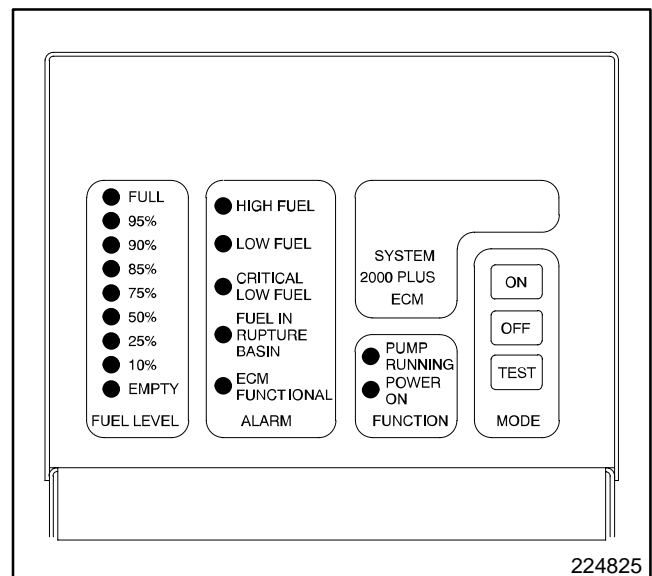 FULL
95%
90%
85%
75%
50%
25%
10%
EMPTY
FUEL LEVEL
HIGH FUEL
LOW FUEL
CRITICAL
LOW FUEL
FUEL IN
RUPTURE
BASIN
ECM
FUNCTIONAL
ALARM
SYSTEM
2000 PLUS
ECM
PUMP
RUNNING
POWER
ON
FUNCTION
ON
OFF
TEST
MODE
224825